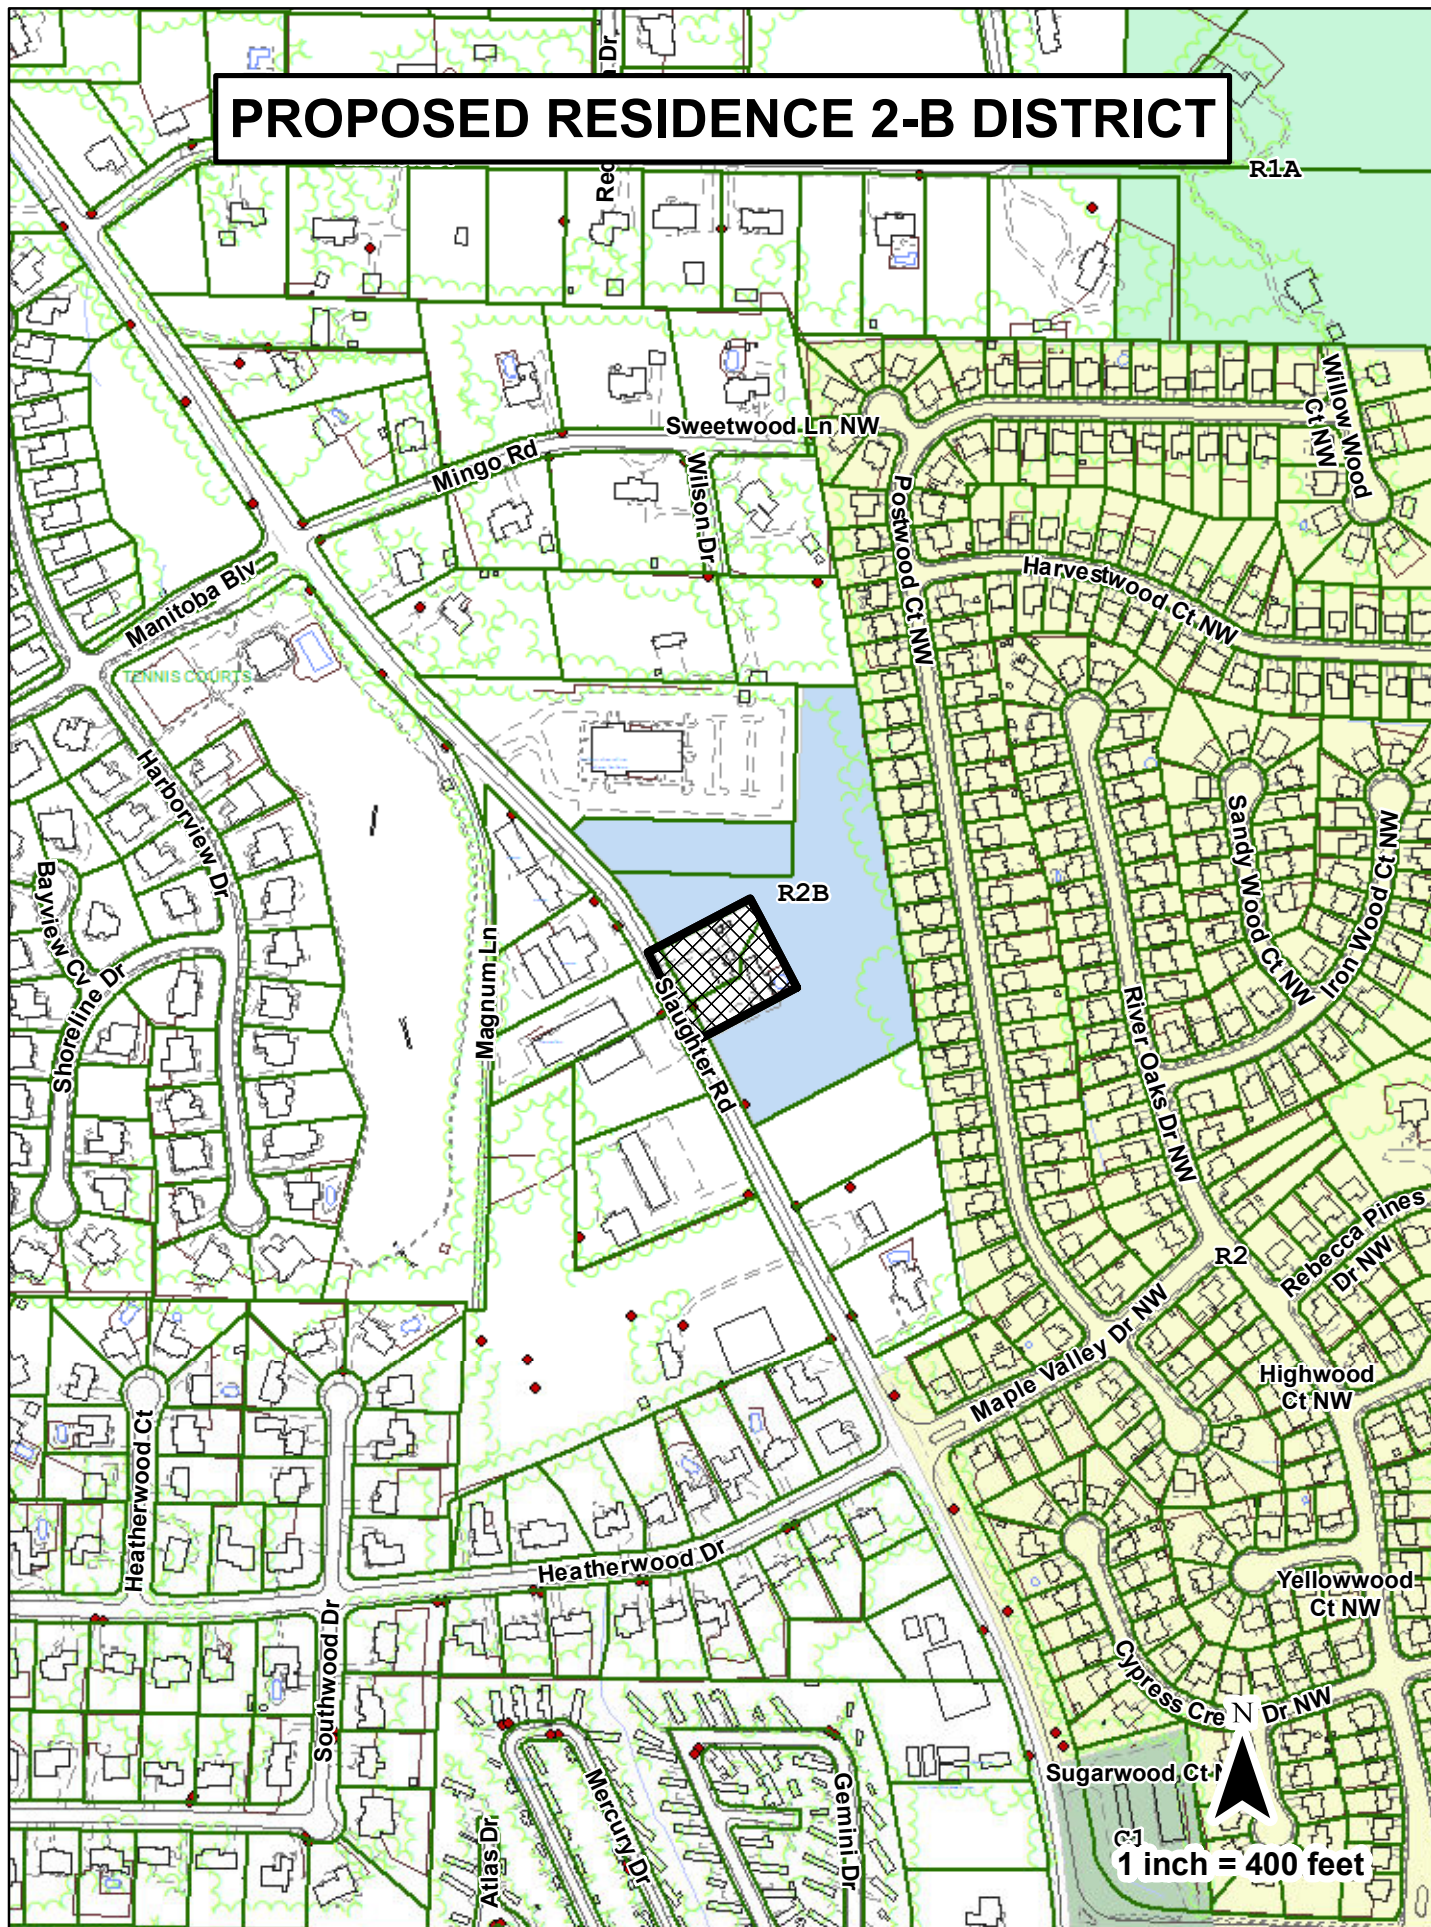 Dr
PROPOSED RESIDENCE 2-B DISTRICT
R1A
Willow Wood
Ct NW
Sweetwood Ln NW
Mingo Rd
Wilson Dr
Postwood Ct NW
Harvestwood Ct NW
Manitoba Blv
TENNIS COURTS
Harborview Dr
Sandy Wood Ct NW
Iron Wood Ct NW
Bayview Cv
R2B
Shoreline Dr
Magnum Ln
Slaughter Rd
River Oaks Dr NW
Rebecca Pines
Dr NW
R2
Maple Valley Dr NW
Highwood
Ct NW
Heatherwood Ct
Heatherwood Dr
Yellowwood
Ct NW
Southwood Dr
Cypress Cre
Dr NW
N
Sugarwood Ct N
Atlas Dr
Mercury Dr
Gemini Dr
C1
1 inch = 400 feet